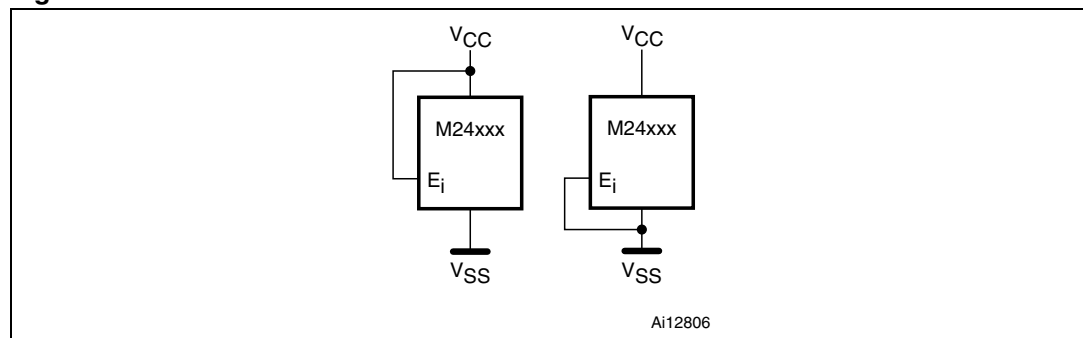 VCC VCC
M24xxx M24xxx
Ei Ei
VSS VSS
Ai12806